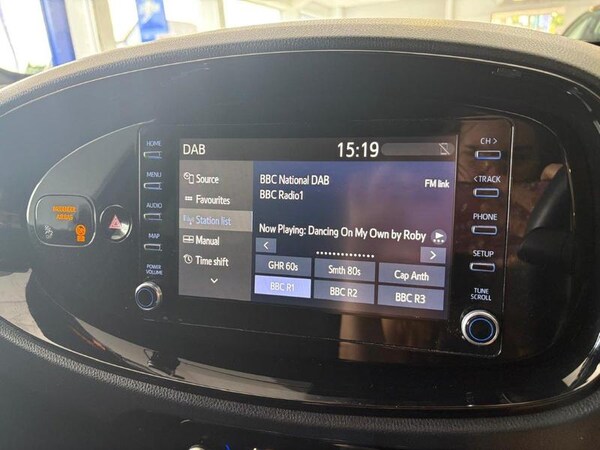 DAB
15:19
HOME
MENU
AUDIO
MAP
POWER
VOLUME
Source
Favourites
Station list
Manual
Time shift
BBC National DAB
BBC Radio1
FM link
Now Playing: Dancing On My Own by Roby
GHR 60s
Smth 80s
Cap Anth
BBC R1
BBC R2
BBC R3
CH >
< TRACK
PHONE
SETUP
TUNE
SCROLL
PASSENGER
AIRBAG